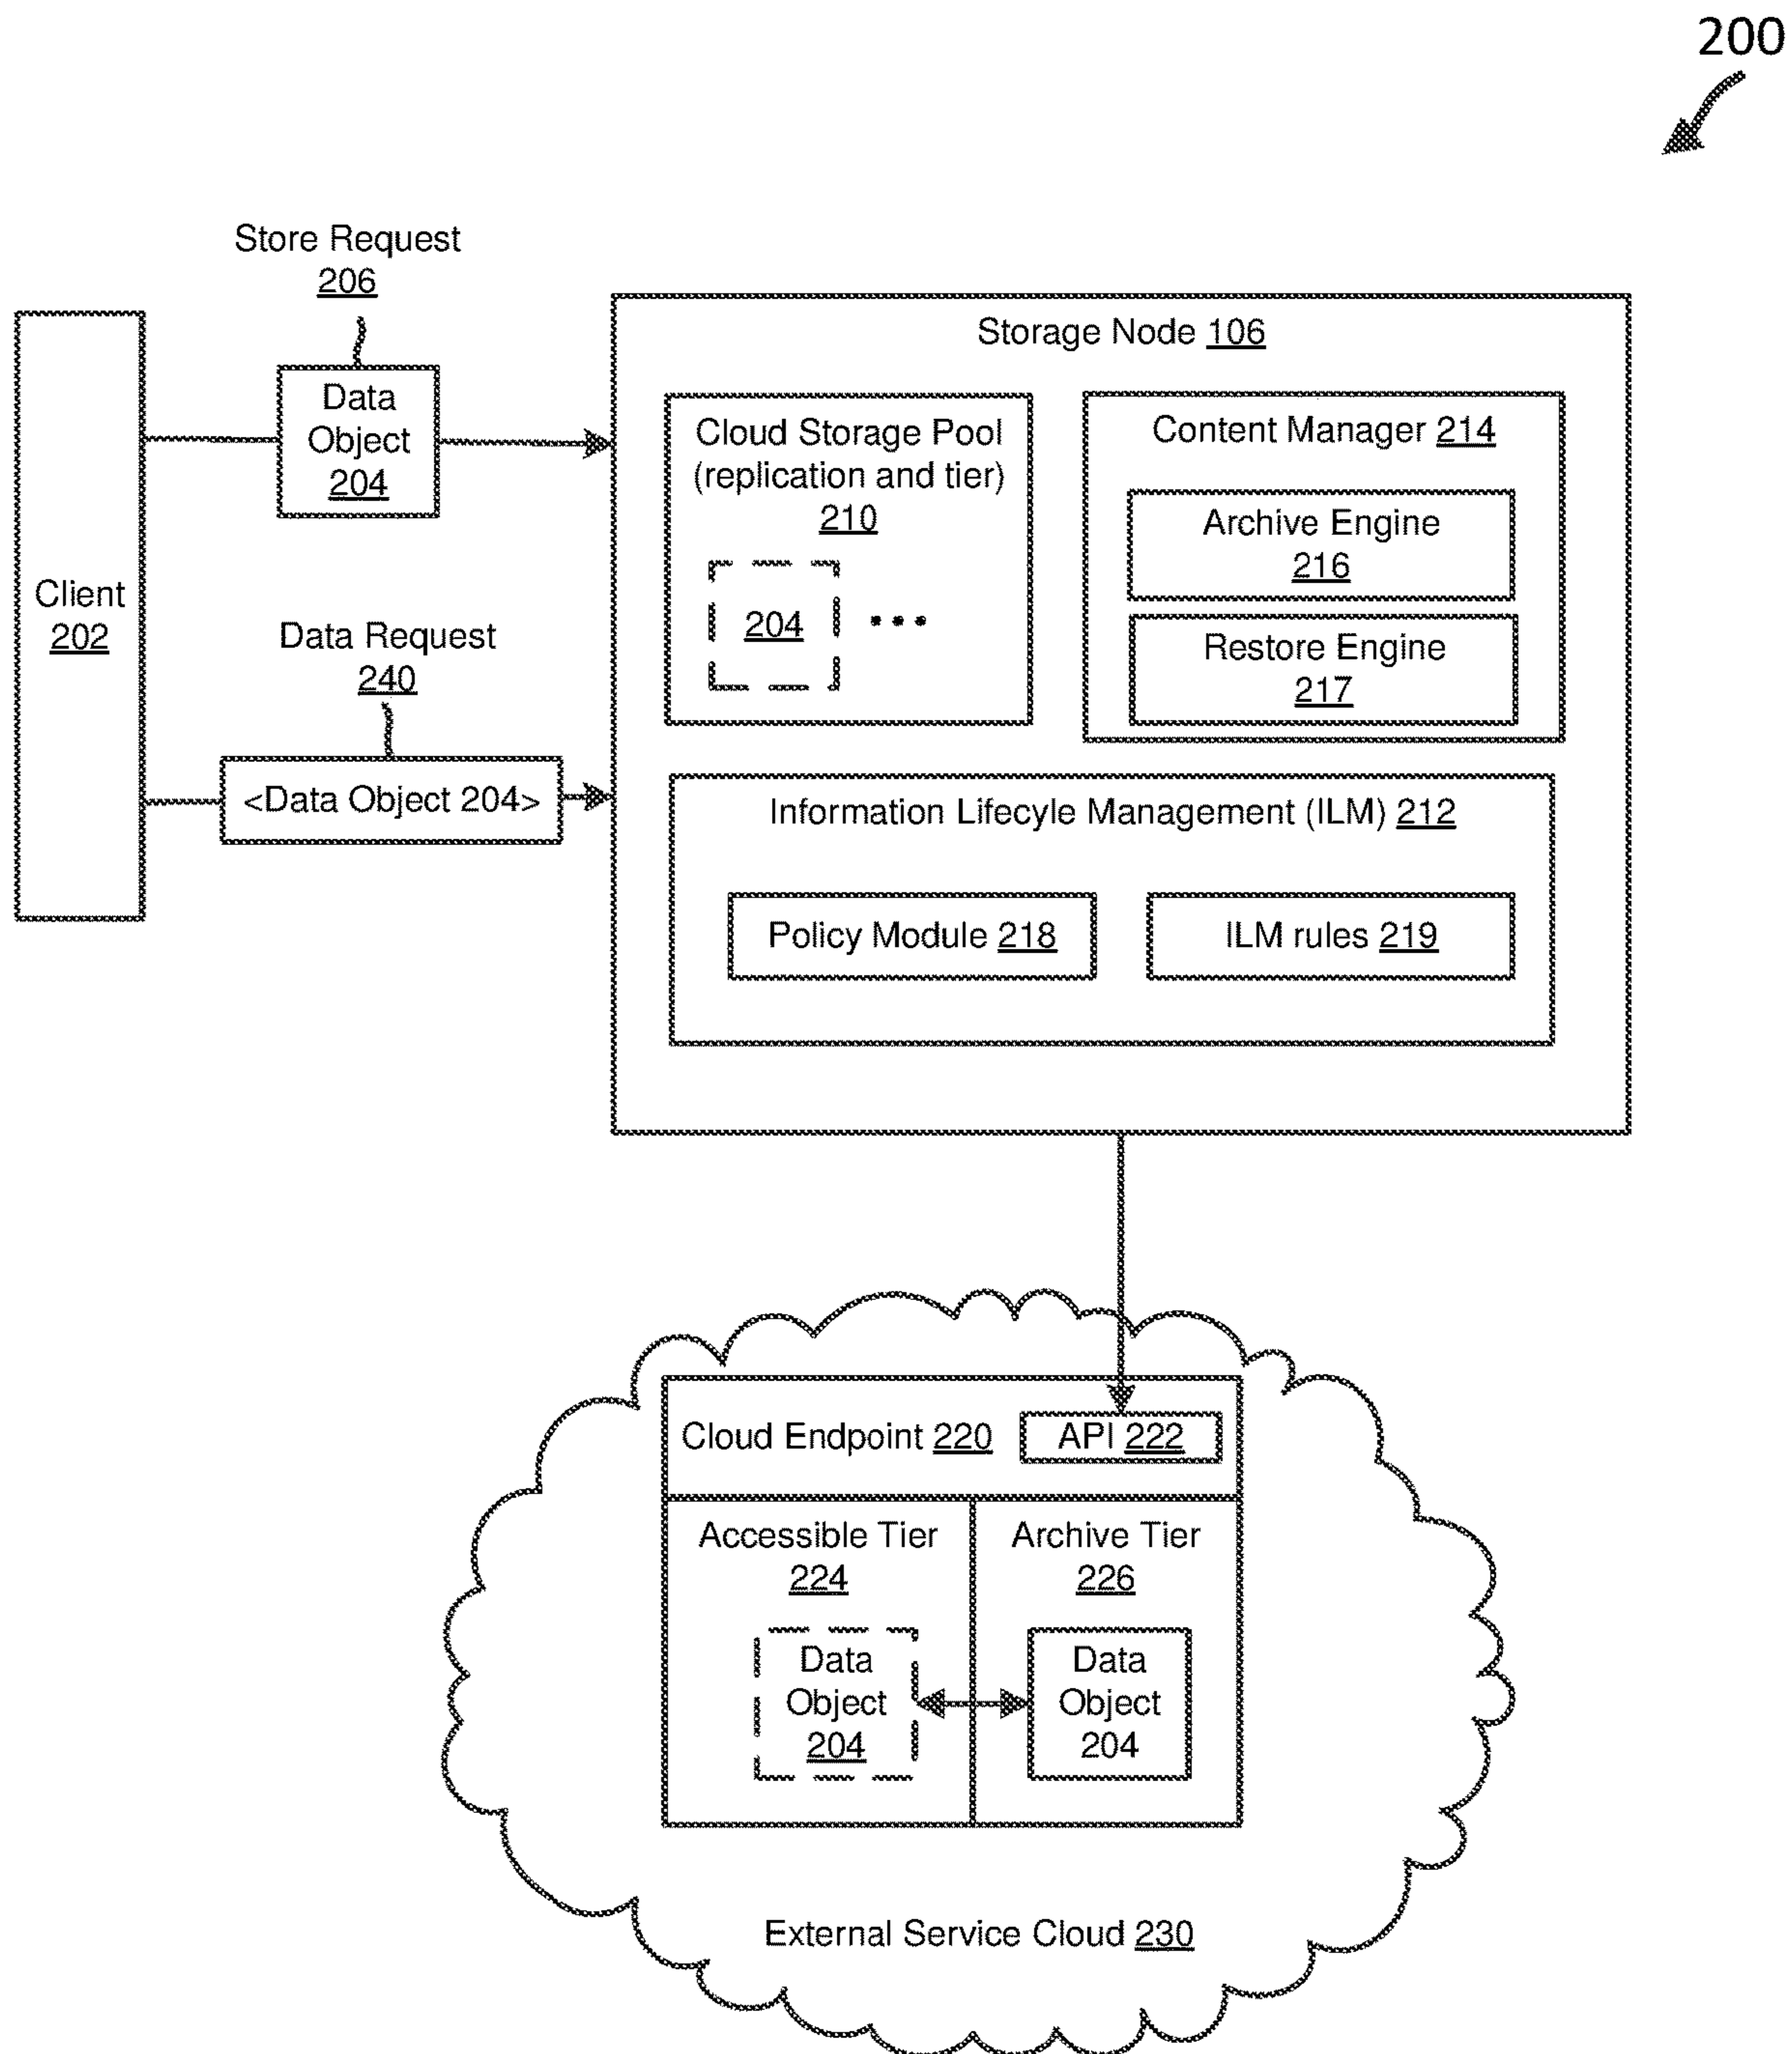 200
Store Request
206
Data
Object
204
Client
202
Data Request
240
<Data Object 204>
Storage Node 106
Cloud Storage Pool
(replication and tier)
210
204
Content Manager 214
Archive Engine
216
Restore Engine
217
Information Lifecyle Management (ILM) 212
Policy Module 218
ILM rules 219
Cloud Endpoint 220
API 222
Accessible Tier
224
Data
Object
204
Archive Tier
226
Data
Object
204
External Service Cloud 230